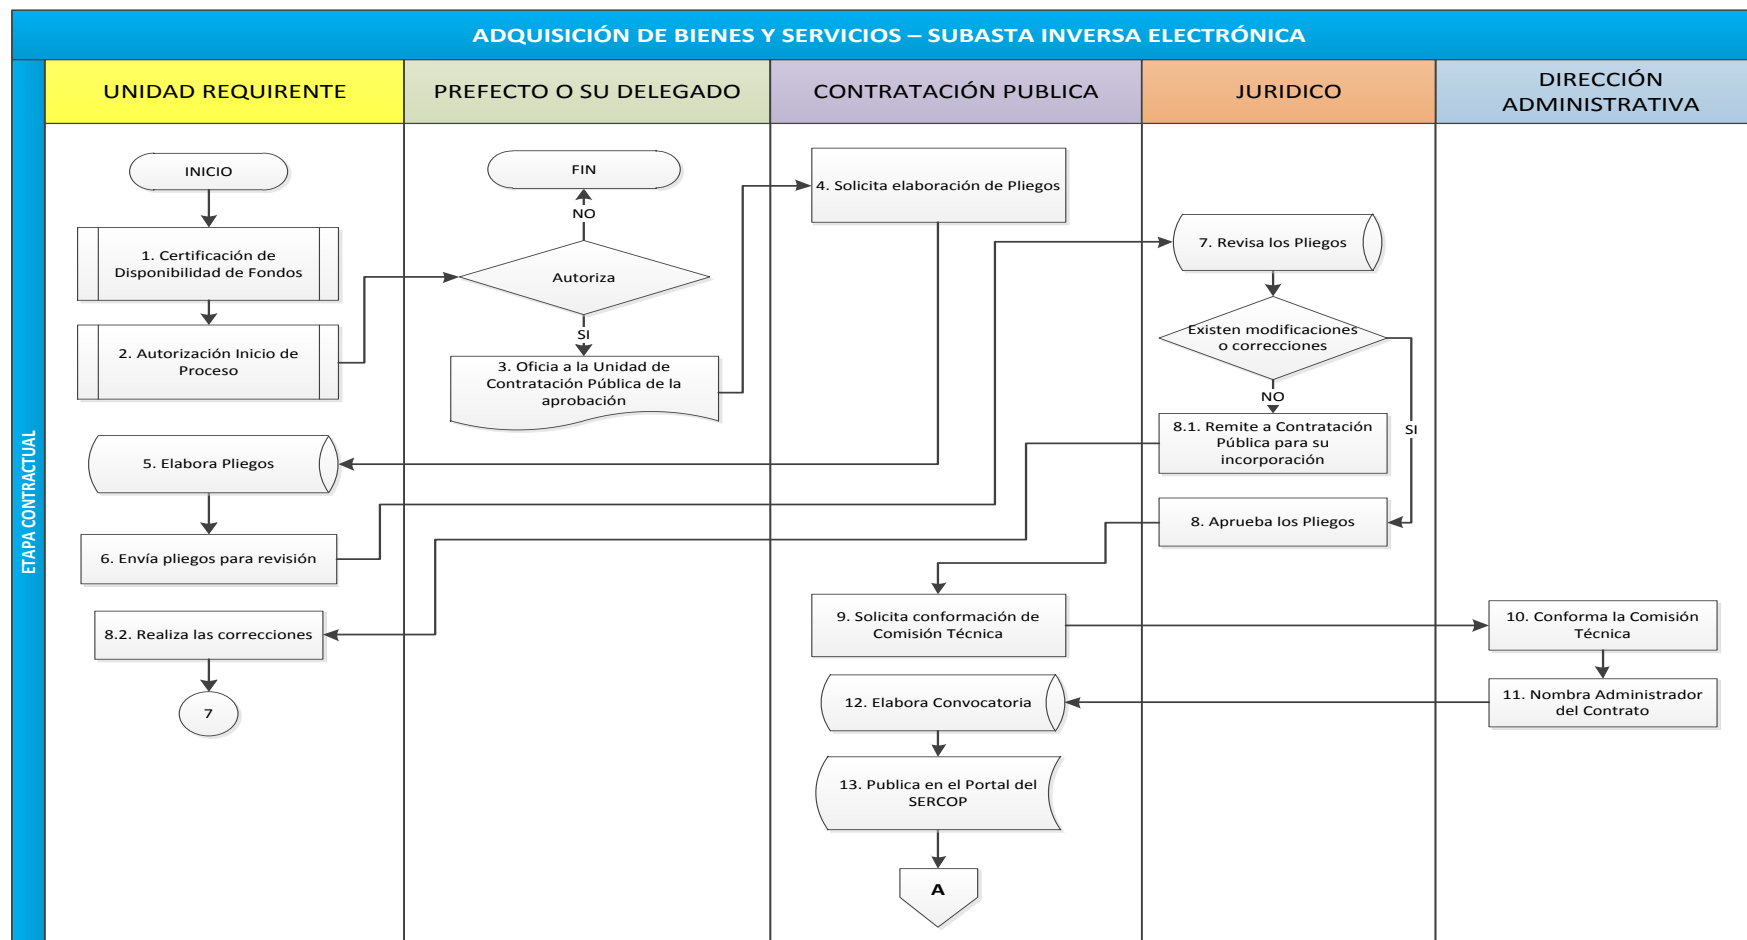 ADQUISICIÓN DE BIENES Y SERVICIOS – SUBASTA INVERSA ELECTRÓNICA
ETAPA CONTRACTUAL
UNIDAD REQUIRENTE
PREFECTO O SU DELEGADO
CONTRATACIÓN PUBLICA
JURIDICO
DIRECCIÓN
ADMINISTRATIVA
INICIO
1. Certificación de
Disponibilidad de Fondos
2. Autorización Inicio de
Proceso
FIN
NO
Autoriza
SI
3. Oficia a la Unidad de
Contratación Pública de la
aprobación
4. Solicita elaboración de Pliegos
5. Elabora Pliegos
6. Envía pliegos para revisión
7. Revisa los Pliegos
Existen modificaciones
o correcciones
NO
SI
8.1. Remite a Contratación
Pública para su
incorporación
8. Aprueba los Pliegos
8.2. Realiza las correcciones
7
9. Solicita conformación de
Comisión Técnica
10. Conforma la Comisión
Técnica
11. Nombra Administrador
del Contrato
12. Elabora Convocatoria
13. Publica en el Portal del
SERCOP
A